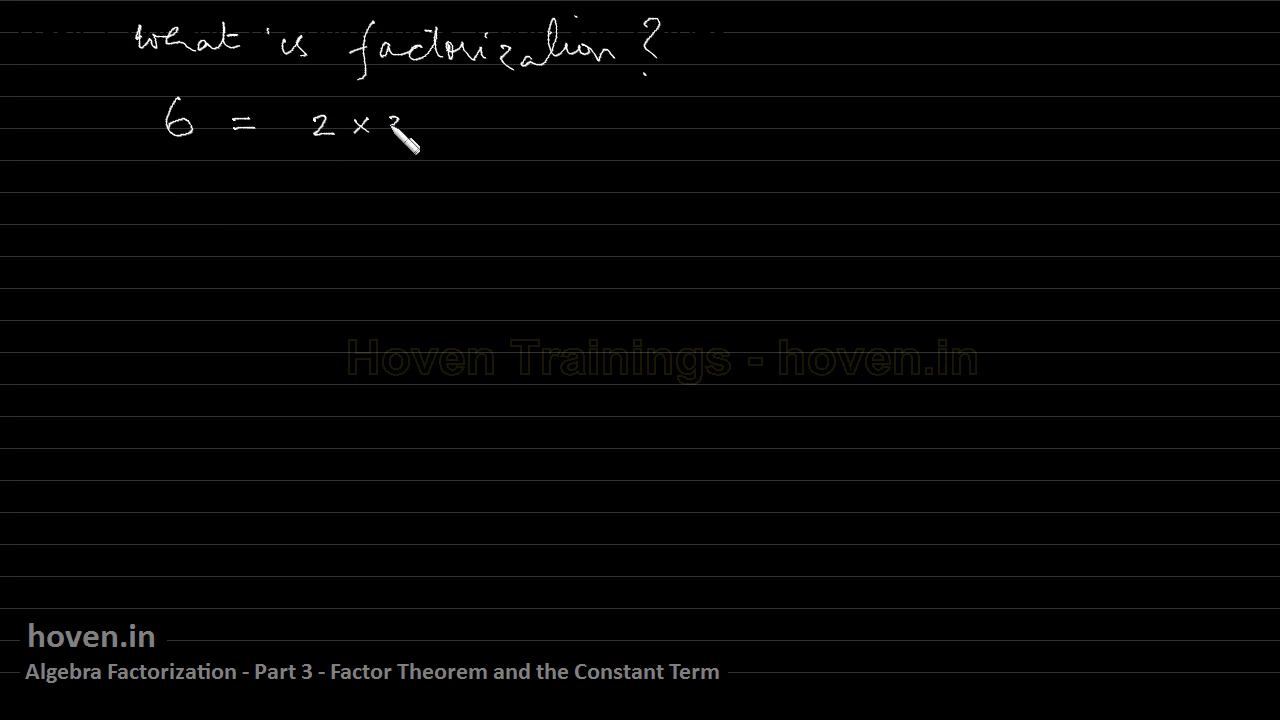 What is factorization?
6 = 2 × 3
Hoven Trainings - hoven.in
hoven.in
Algebra Factorization - Part 3 - Factor Theorem and the Constant Term